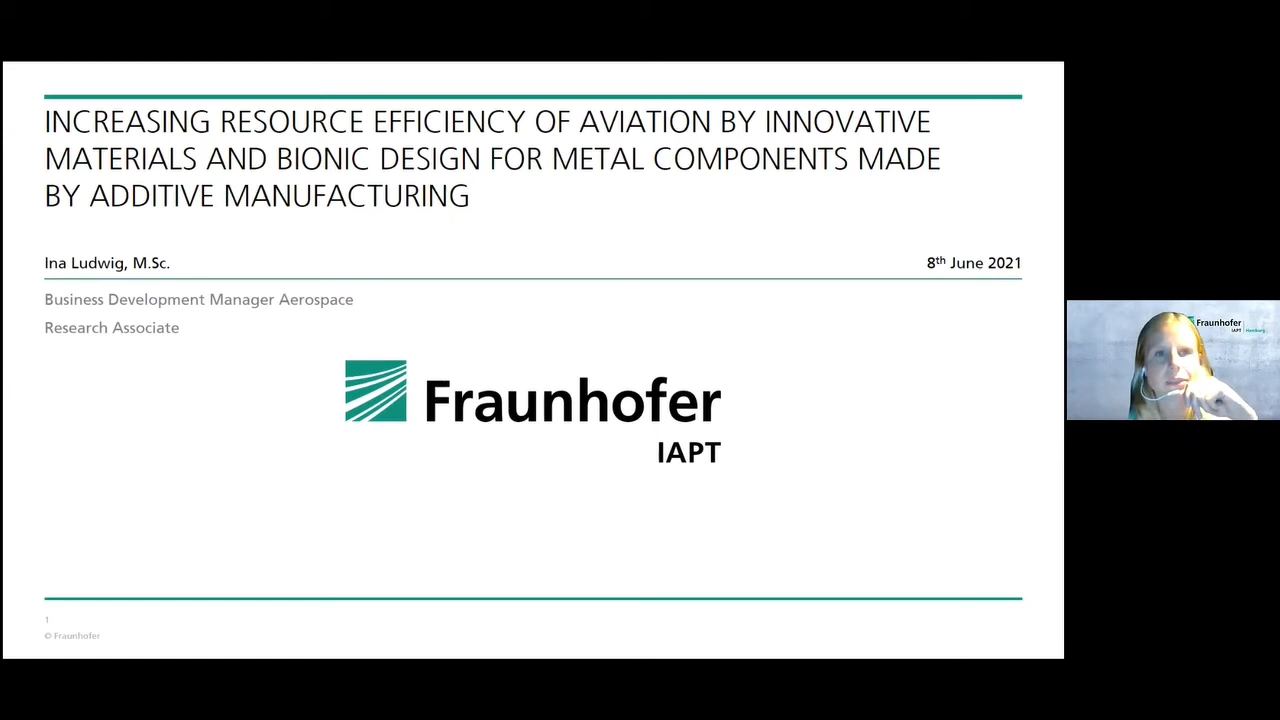 INCREASING RESOURCE EFFICIENCY OF AVIATION BY INNOVATIVE
MATERIALS AND BIONIC DESIGN FOR METAL COMPONENTS MADE
BY ADDITIVE MANUFACTURING
Ina Ludwig, M.Sc.
8th June 2021
Business Development Manager Aerospace
Research Associate
Fraunhofer
IAPT
1
© Fraunhofer
Fraunhofer
IAPT Hamburg